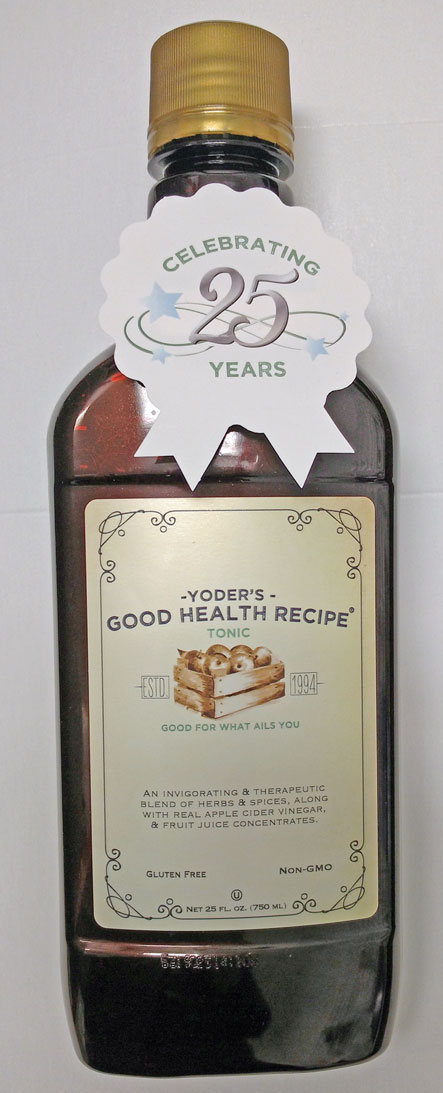 CELEBRATING
25
YEARS
-YODER'S-
GOOD HEALTH RECIPE®
TONIC
ESTD. 1994
GOOD FOR WHAT AILS YOU
AN INVIGORATING & THERAPEUTIC
BLEND OF HERBS & SPICES, ALONG
WITH REAL APPLE CIDER VINEGAR,
& FRUIT JUICE CONCENTRATES.
GLUTEN FREE NON-GMO
U
NET 25 FL. OZ. (750 ML)